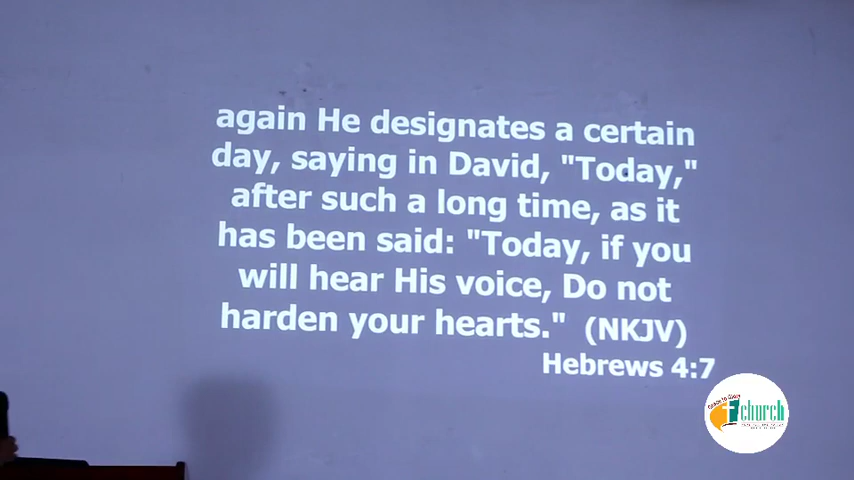 again He designates a certain
day, saying in David, "Today,"
after such a long time, as it
has been said: "Today, if you
will hear His voice, Do not
harden your hearts." (NKJV)
Hebrews 4:7
church